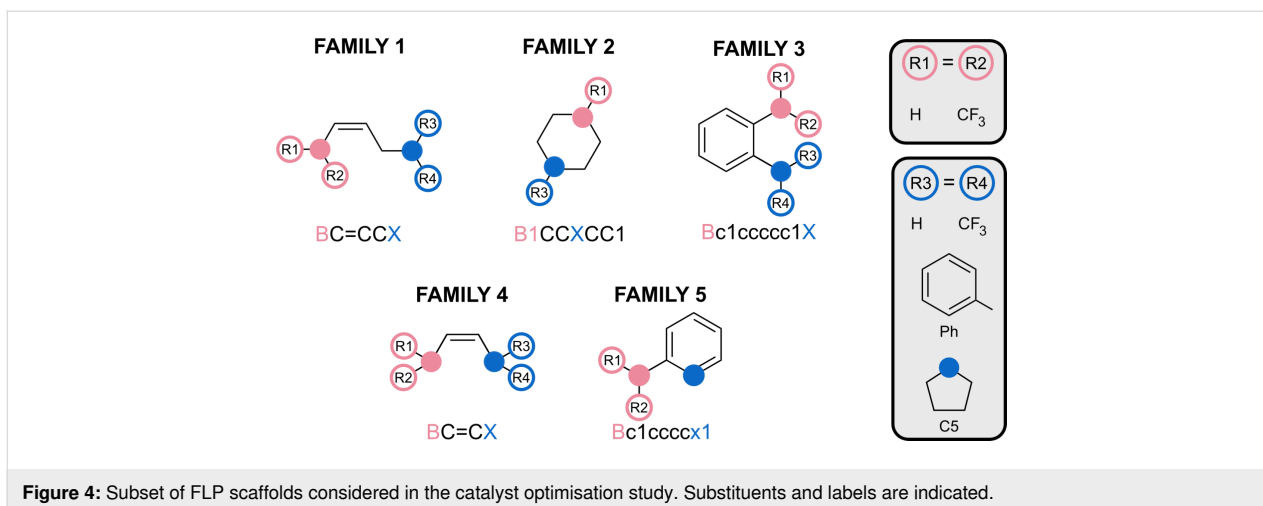 FAMILY 1
R1
R2
R3
R4
BC=CCX
FAMILY 2
R1
R3
B1CCXCC1
FAMILY 3
R1
R2
R3
R4
Bc1ccccc1X
FAMILY 4
R1
R2
R3
R4
BC=CX
FAMILY 5
R1
R2
Bc1ccccx1
R1 = R2
H CF₃
R3 = R4
H CF₃
Ph
C5
Figure 4: Subset of FLP scaffolds considered in the catalyst optimisation study. Substituents and labels are indicated.